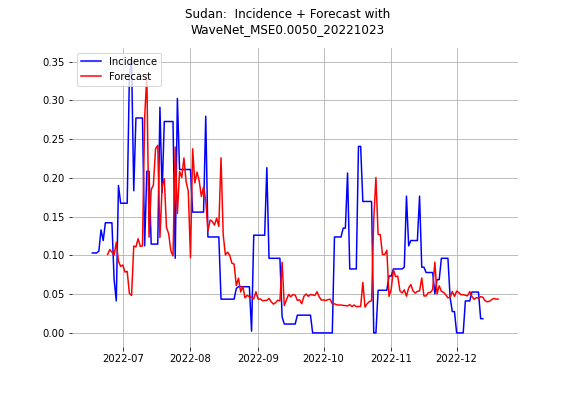 Sudan:  Incidence + Forecast with
WaveNet_MSE0.0050_20221023
Incidence
Forecast
0.35
0.30
0.25
0.20
0.15
0.10
0.05
0.00
2022-07 2022-08 2022-09 2022-10 2022-11 2022-12